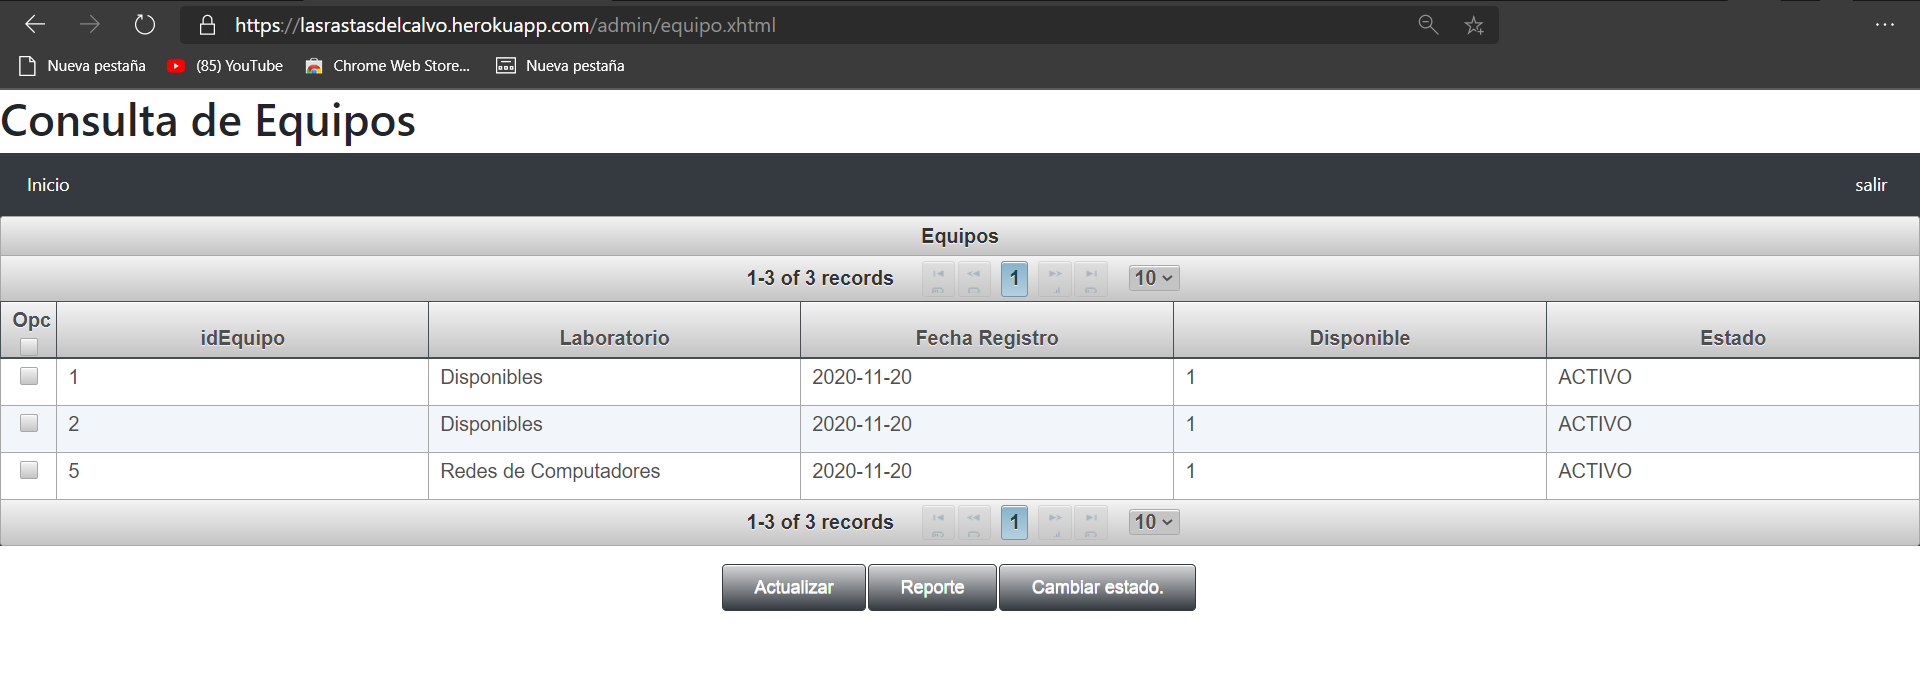 https://lasrastasdelcalvo.herokuapp.com/admin/equipo.xhtml
Nueva pestaña (85) YouTube Chrome Web Store... Nueva pestaña
Consulta de Equipos
Inicio salir
Equipos
1-3 of 3 records 1 10
Opc idEquipo Laboratorio Fecha Registro Disponible Estado
1 Disponibles 2020-11-20 1 ACTIVO
2 Disponibles 2020-11-20 1 ACTIVO
5 Redes de Computadores 2020-11-20 1 ACTIVO
1-3 of 3 records 1 10
Actualizar Reporte Cambiar estado.